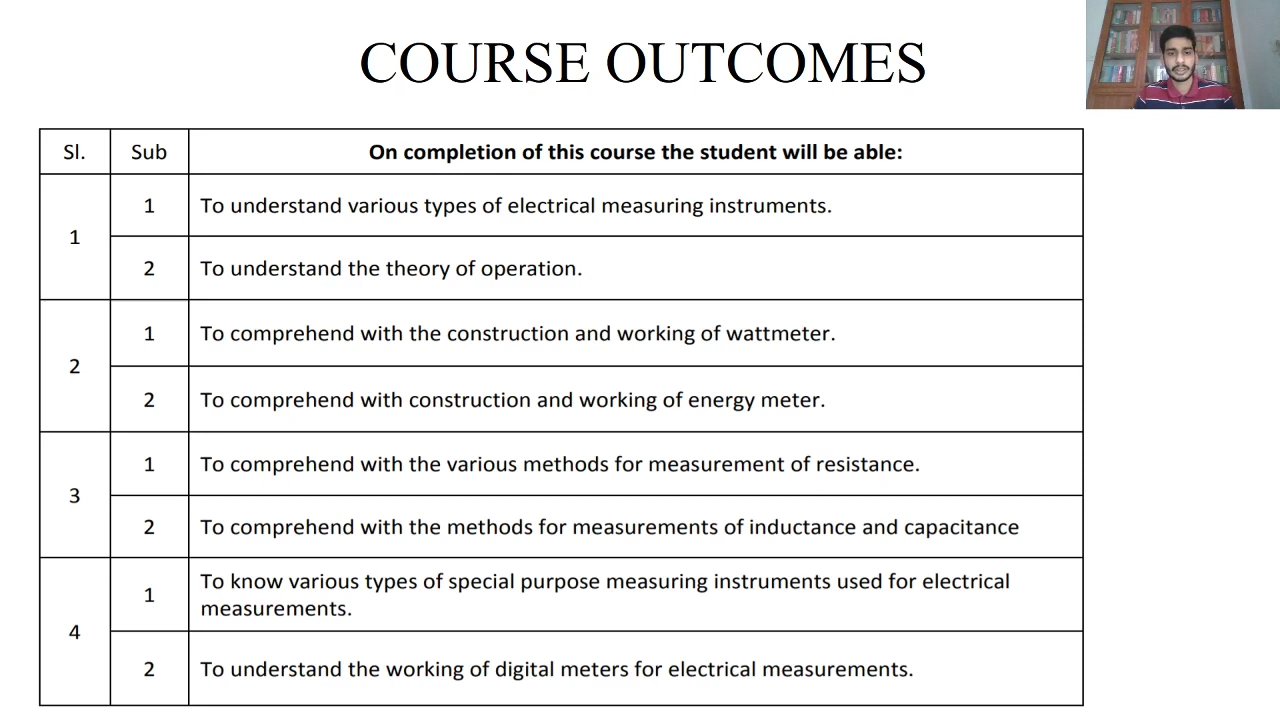 COURSE OUTCOMES
Sl. Sub On completion of this course the student will be able:
1
1 To understand various types of electrical measuring instruments.
2 To understand the theory of operation.
2
1 To comprehend with the construction and working of wattmeter.
2 To comprehend with construction and working of energy meter.
3
1 To comprehend with the various methods for measurement of resistance.
2 To comprehend with the methods for measurements of inductance and capacitance
4
1 To know various types of special purpose measuring instruments used for electrical
measurements.
2 To understand the working of digital meters for electrical measurements.